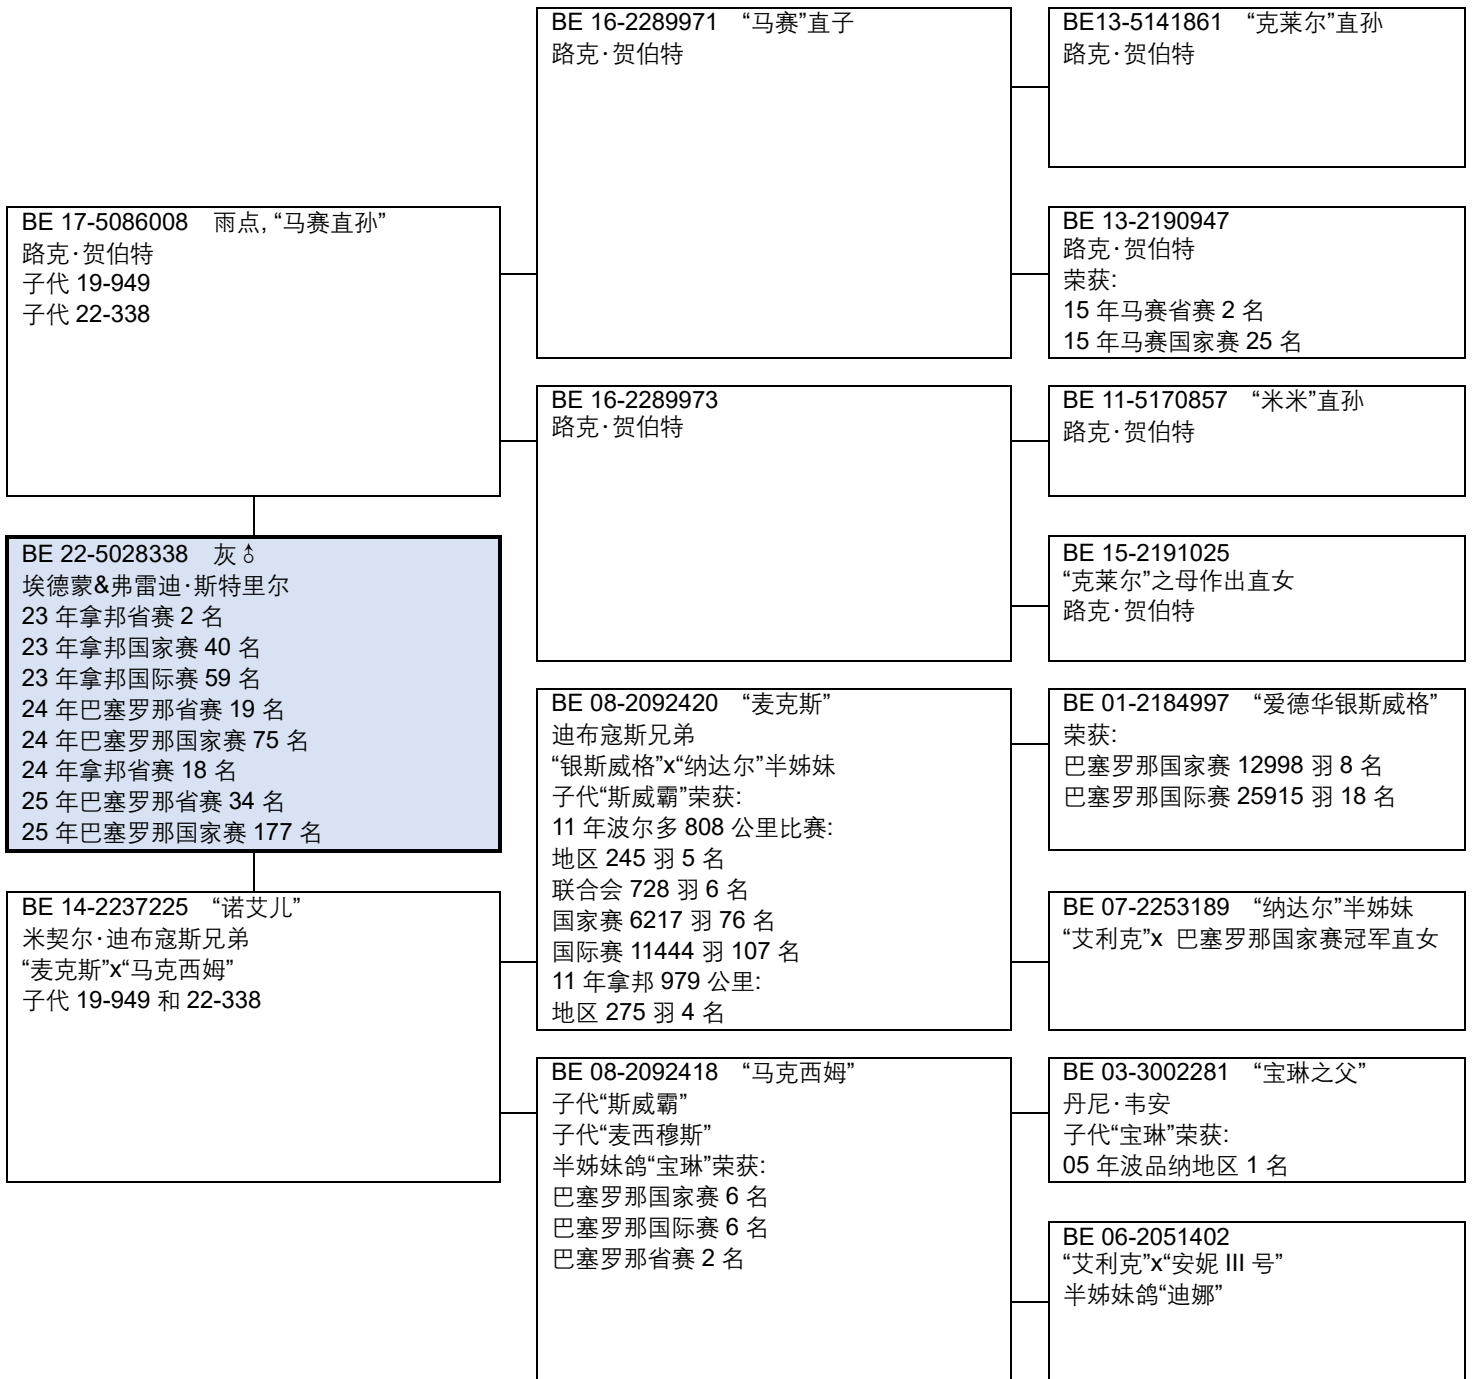 BE 17-5086008 雨点, “马赛直孙”
路克·贺伯特
子代 19-949
子代 22-338
BE 22-5028338 灰♂
埃德蒙&弗雷迪·斯特里尔
23 年拿邦省赛 2 名
23 年拿邦国家赛 40 名
23 年拿邦国际赛 59 名
24 年巴塞罗那省赛 19 名
24 年巴塞罗那国家赛 75 名
24 年拿邦省赛 18 名
25 年巴塞罗那省赛 34 名
25 年巴塞罗那国家赛 177 名
BE 14-2237225 “诺艾儿”
米契尔·迪布寇斯兄弟
“麦克斯”x“马克西姆”
子代 19-949 和 22-338
BE 16-2289971 “马赛”直子
路克·贺伯特
BE 16-2289973
路克·贺伯特
BE 08-2092420 “麦克斯”
迪布寇斯兄弟
“银斯威格”x“纳达尔”半姊妹
子代“斯威霸”荣获:
11 年波尔多 808 公里比赛:
地区 245 羽 5 名
联合会 728 羽 6 名
国家赛 6217 羽 76 名
国际赛 11444 羽 107 名
11 年拿邦 979 公里:
地区 275 羽 4 名
BE 08-2092418 “马克西姆”
子代“斯威霸”
子代“麦西穆斯”
半姊妹鸽“宝琳”荣获:
巴塞罗那国家赛 6 名
巴塞罗那国际赛 6 名
巴塞罗那省赛 2 名
BE13-5141861 “克莱尔”直孙
路克·贺伯特
BE 13-2190947
路克·贺伯特
荣获:
15 年马赛省赛 2 名
15 年马赛国家赛 25 名
BE 11-5170857 “米米”直孙
路克·贺伯特
BE 15-2191025
“克莱尔”之母作出直女
路克·贺伯特
BE 01-2184997 “爱德华银斯威格”
荣获:
巴塞罗那国家赛 12998 羽 8 名
巴塞罗那国际赛 25915 羽 18 名
BE 07-2253189 “纳达尔”半姊妹
“艾利克”x 巴塞罗那国家赛冠军直女
BE 03-3002281 “宝琳之父”
丹尼·韦安
子代“宝琳”荣获:
05 年波品纳地区 1 名
BE 06-2051402
“艾利克”x“安妮 III 号”
半姊妹鸽“迪娜”